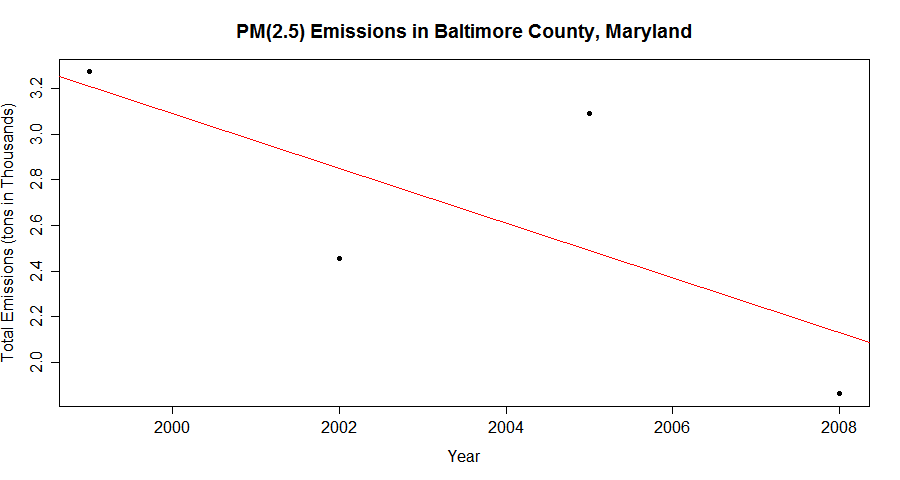 PM(2.5) Emissions in Baltimore County, Maryland
Total Emissions (tons in Thousands)
3.2
3.0
2.8
2.6
2.4
2.2
2.0
2000 2002 2004 2006 2008
Year